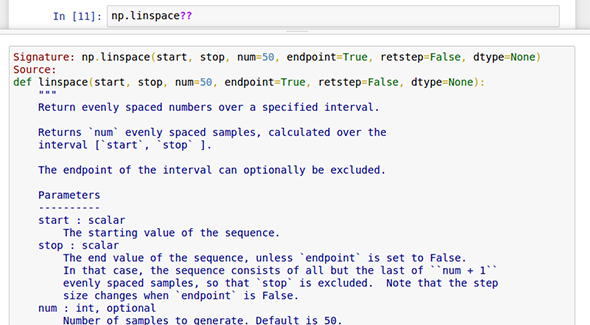 In [11]: np.linspace??
Signature: np.linspace(start, stop, num=50, endpoint=True, retstep=False, dtype=None)
Source:
def linspace(start, stop, num=50, endpoint=True, retstep=False, dtype=None):
    """
    Return evenly spaced numbers over a specified interval.

    Returns `num` evenly spaced samples, calculated over the
    interval [`start`, `stop` ].

    The endpoint of the interval can optionally be excluded.

    Parameters
    ----------
    start : scalar
        The starting value of the sequence.
    stop : scalar
        The end value of the sequence, unless `endpoint` is set to False.
        In that case, the sequence consists of all but the last of ``num + 1``
        evenly spaced samples, so that `stop` is excluded.  Note that the step
        size changes when `endpoint` is False.
    num : int, optional
        Number of samples to generate. Default is 50.